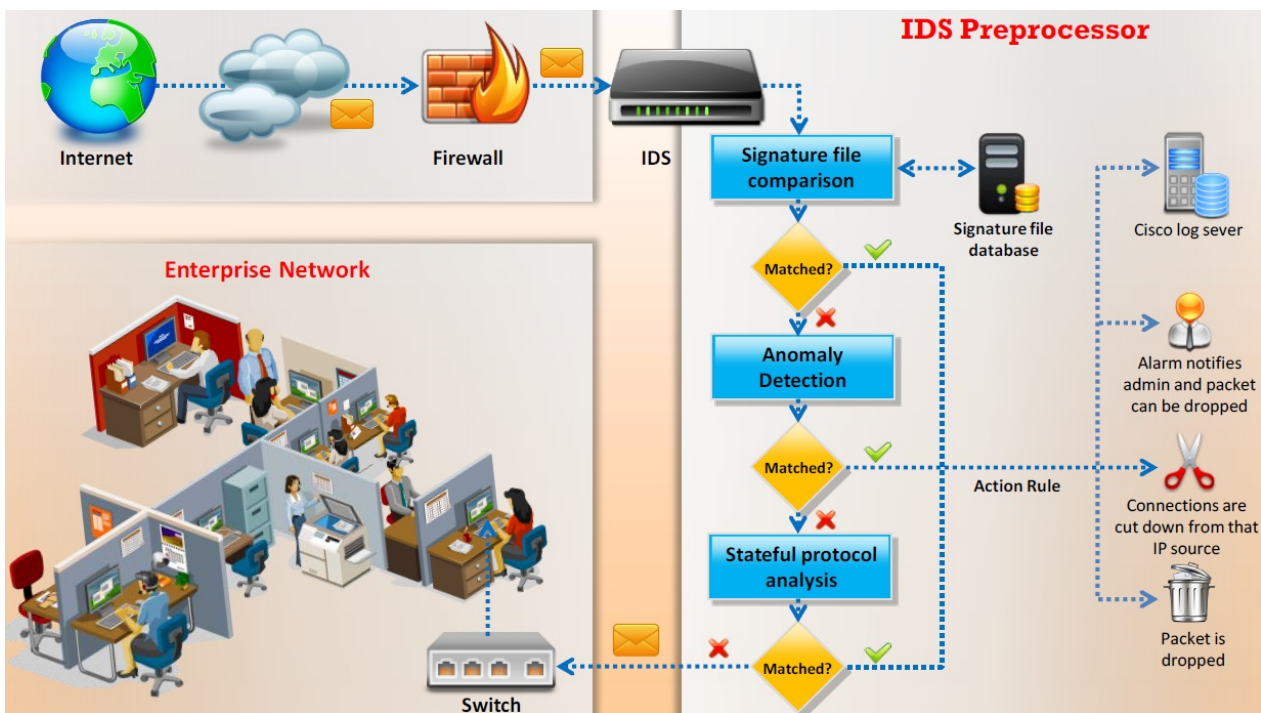 IDS Preprocessor
Internet
Firewall
IDS
Signature file
comparison
Signature file
database
Cisco log sever
Matched?
Enterprise Network
Anomaly
Detection
Alarm notifies
admin and packet
can be dropped
Matched?
Action Rule
Connections are
cut down from that
IP source
Stateful protocol
analysis
Matched?
Packet is
dropped
Switch